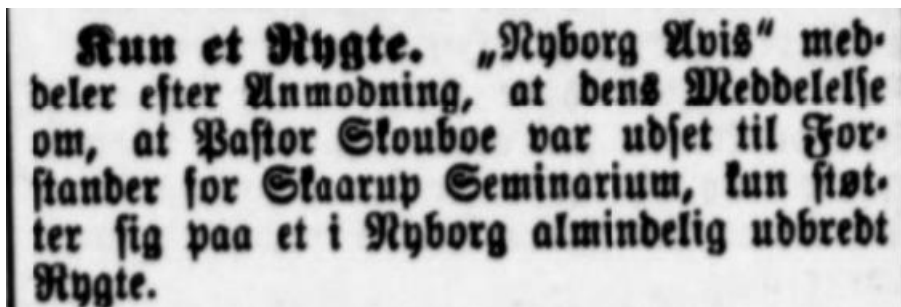 Kun et Rygte. „Nyborg Avis“ med-
deler efter Anmodning, at dens Meddelelse
om, at Pastor Skouboe var udset til For-
stander for Skaarup Seminarium, kun støt-
ter sig paa et i Nyborg almindelig udbredt
Rygte.